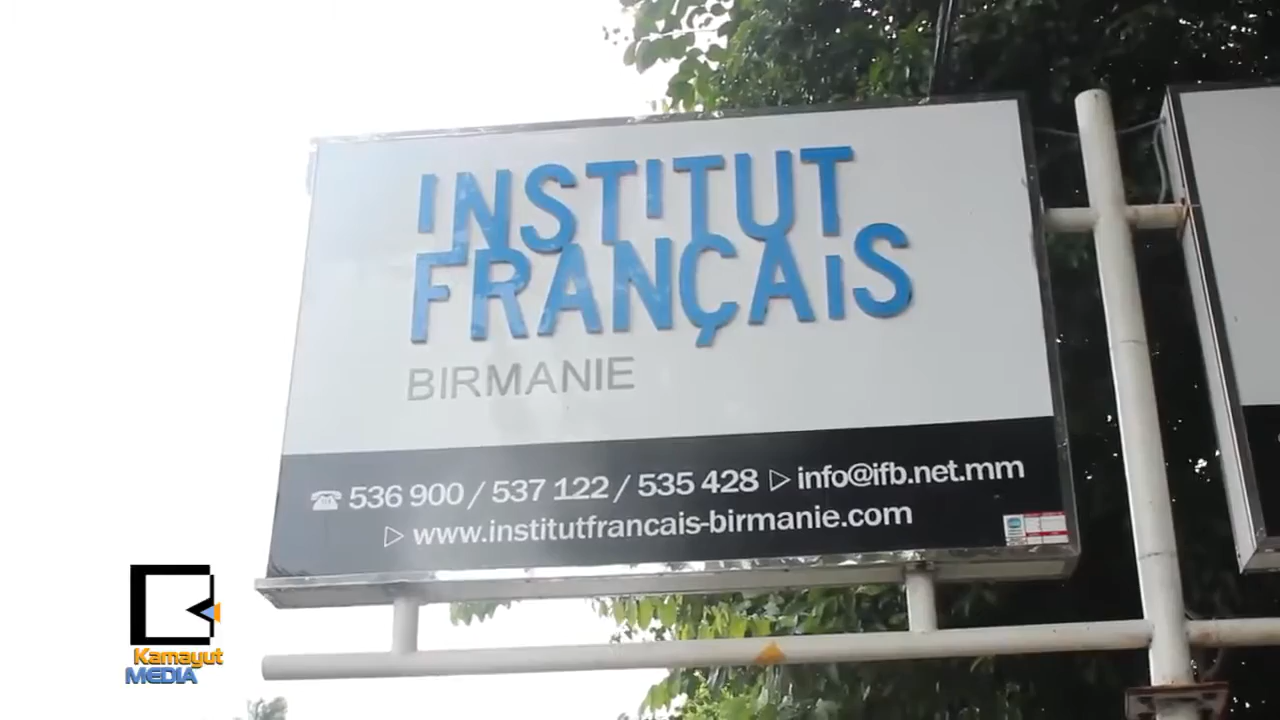 INSTITUT
FRANÇAIS
BIRMANIE
☎ 536 900 / 537 122 / 535 428 ▷ info@ifb.net.mm
▷ www.institutfrancais-birmanie.com
Kamayut
MEDIA